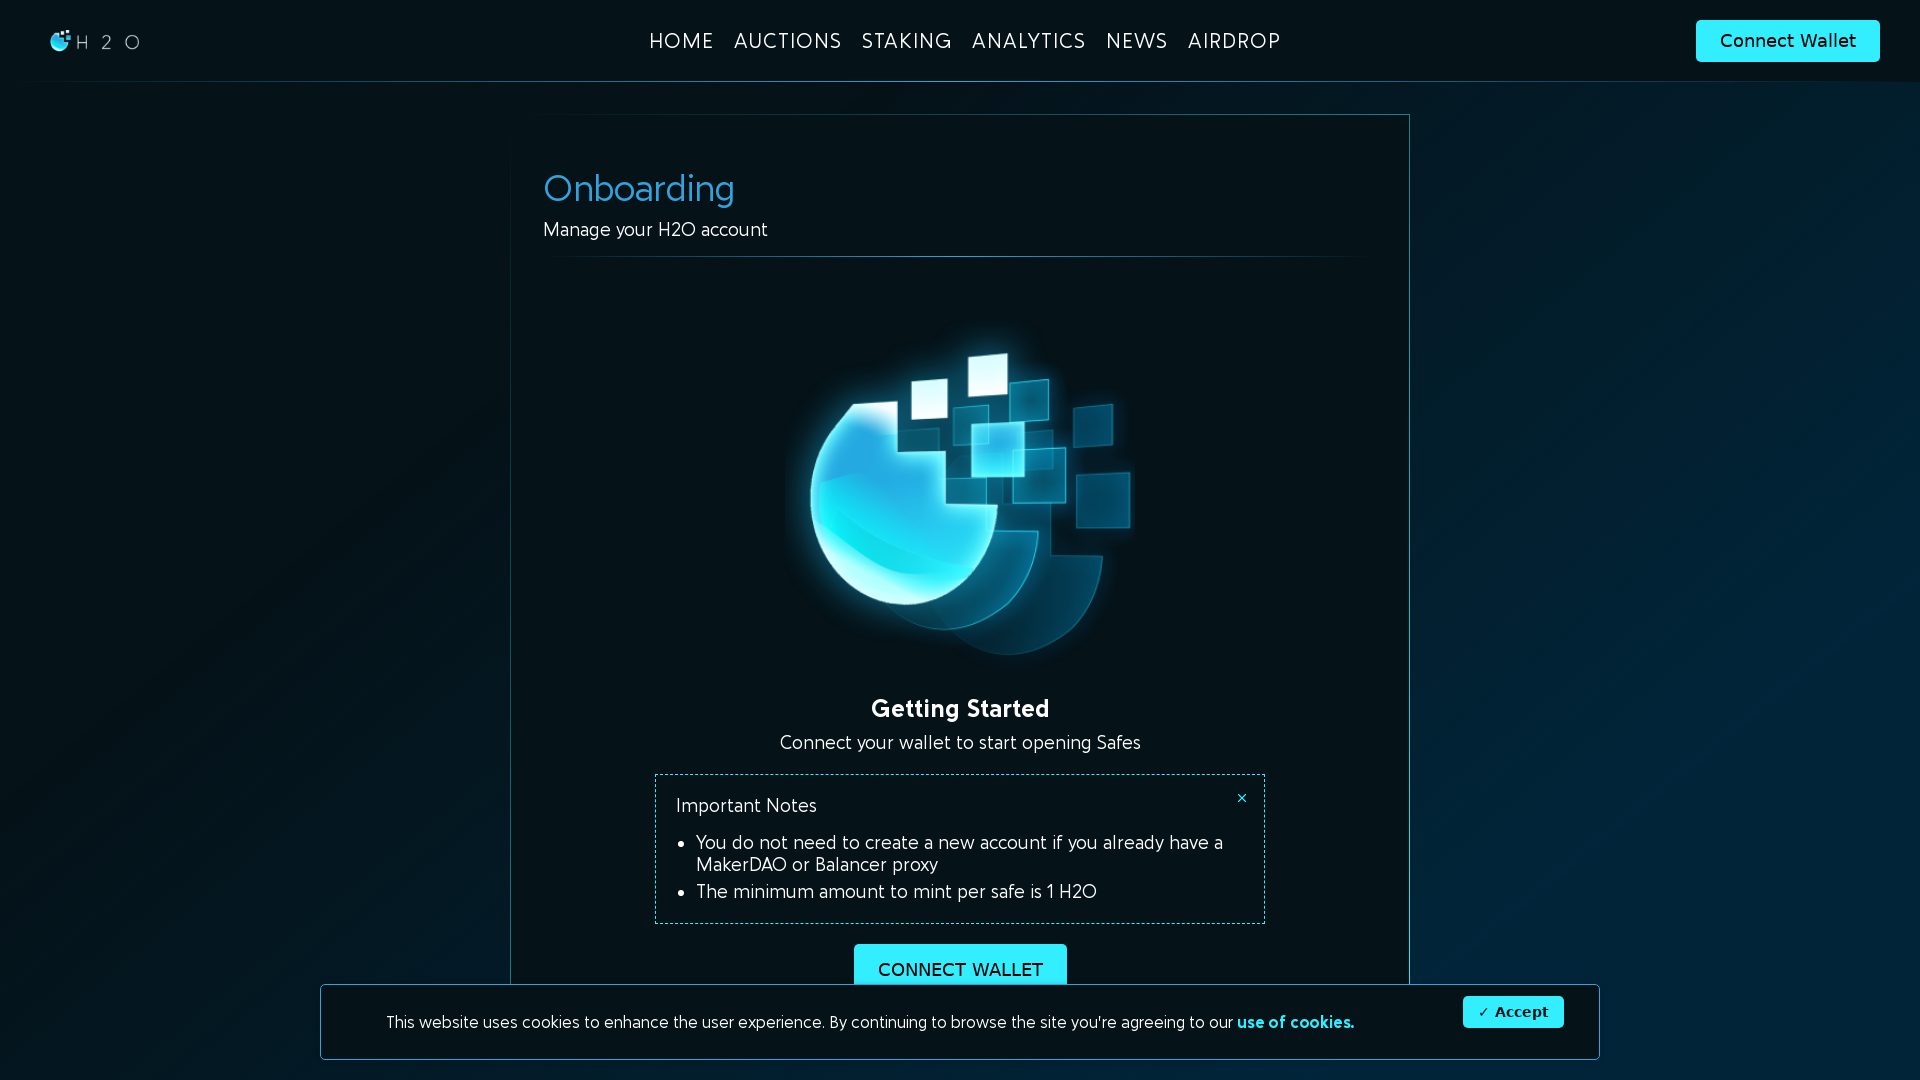 H 2 O
HOME AUCTIONS STAKING ANALYTICS NEWS AIRDROP
Connect Wallet
Onboarding
Manage your H2O account
Getting Started
Connect your wallet to start opening Safes
Important Notes
×
• You do not need to create a new account if you already have a
MakerDAO or Balancer proxy
• The minimum amount to mint per safe is 1 H2O
CONNECT WALLET
This website uses cookies to enhance the user experience. By continuing to browse the site you're agreeing to our use of cookies.
✓ Accept